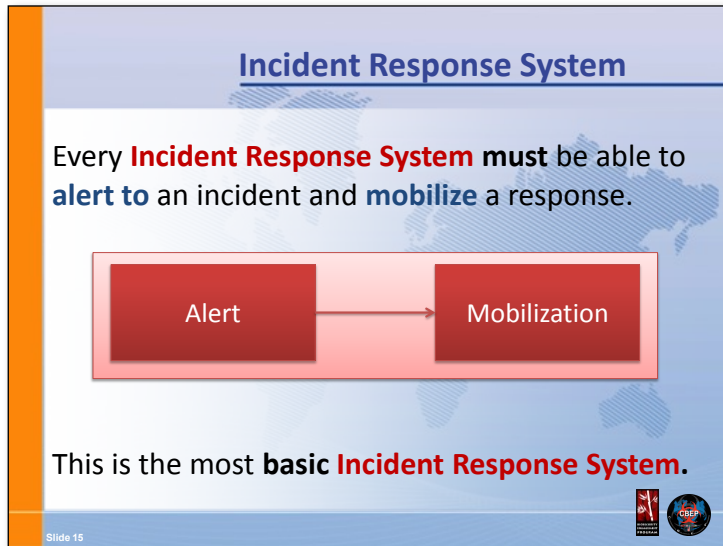 Incident Response System
Every Incident Response System must be able to
alert to an incident and mobilize a response.
Alert
Mobilization
This is the most basic Incident Response System.
CBEP
Slide 15